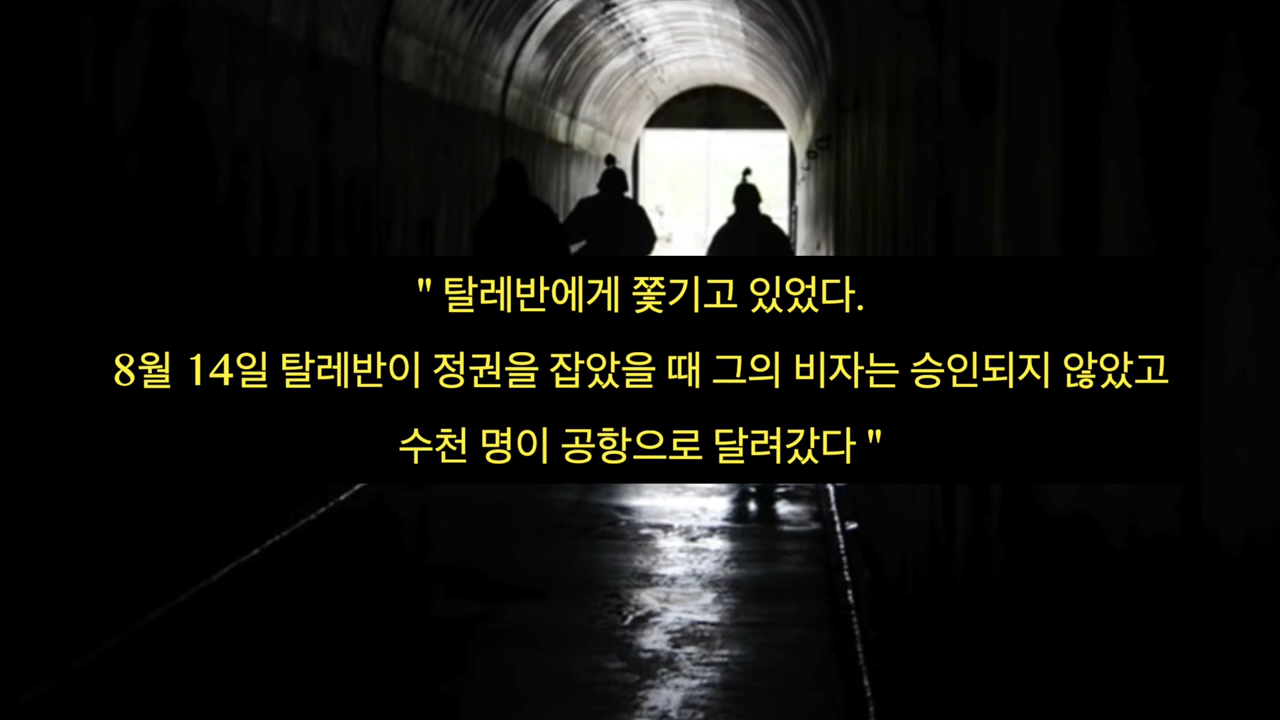 " 탈레반에게 쫓기고 있었다.
8월 14일 탈레반이 정권을 잡았을 때 그의 비자는 승인되지 않았고
수천 명이 공항으로 달려갔다 "